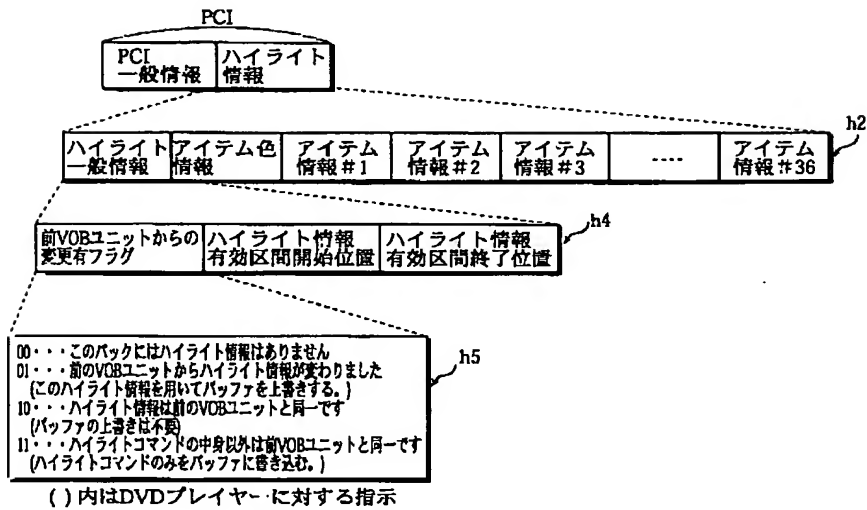 PCI
PCI
一般情報
ハイライト
情報
h2
ハイライト
一般情報
アイテム色
情報
アイテム
情報#1
アイテム
情報#2
アイテム
情報#3
----
アイテム
情報#36
h4
前VOBユニットからの
変更有フラグ
ハイライト情報
有効区間開始位置
ハイライト情報
有効区間終了位置
h5
00・・・このパックにはハイライト情報はありません
01・・・前のVOBユニットからハイライト情報が変わりました
(このハイライト情報を用いてバッファを上書きする。)
10・・・ハイライト情報は前のVOBユニットと同一です
(バッファの上書きは不要)
11・・・ハイライトコマンドの中身以外は前VOBユニットと同一です
(ハイライトコマンドのみをバッファに書き込む。)
( )内はDVDプレイヤーに対する指示